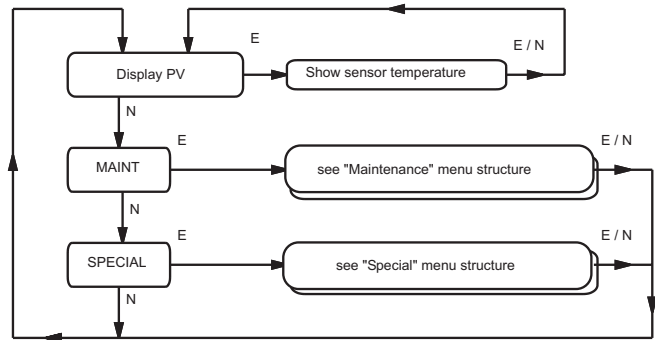 E
E / N
Display PV
Show sensor temperature
N
E
E / N
MAINT
see "Maintenance" menu structure
N
E
E / N
SPECIAL
see "Special" menu structure
N